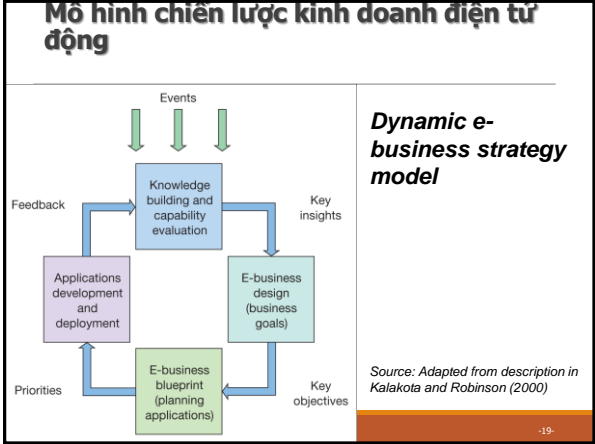 Mô hình chiến lược kinh doanh điện tử
động
Events
Feedback
Knowledge
building and
capability
evaluation
Key
insights
Applications
development
and
deployment
E-business
design
(business
goals)
Priorities
E-business
blueprint
(planning
applications)
Key
objectives
Dynamic e-
business strategy
model
Source: Adapted from description in
Kalakota and Robinson (2000)
-19-